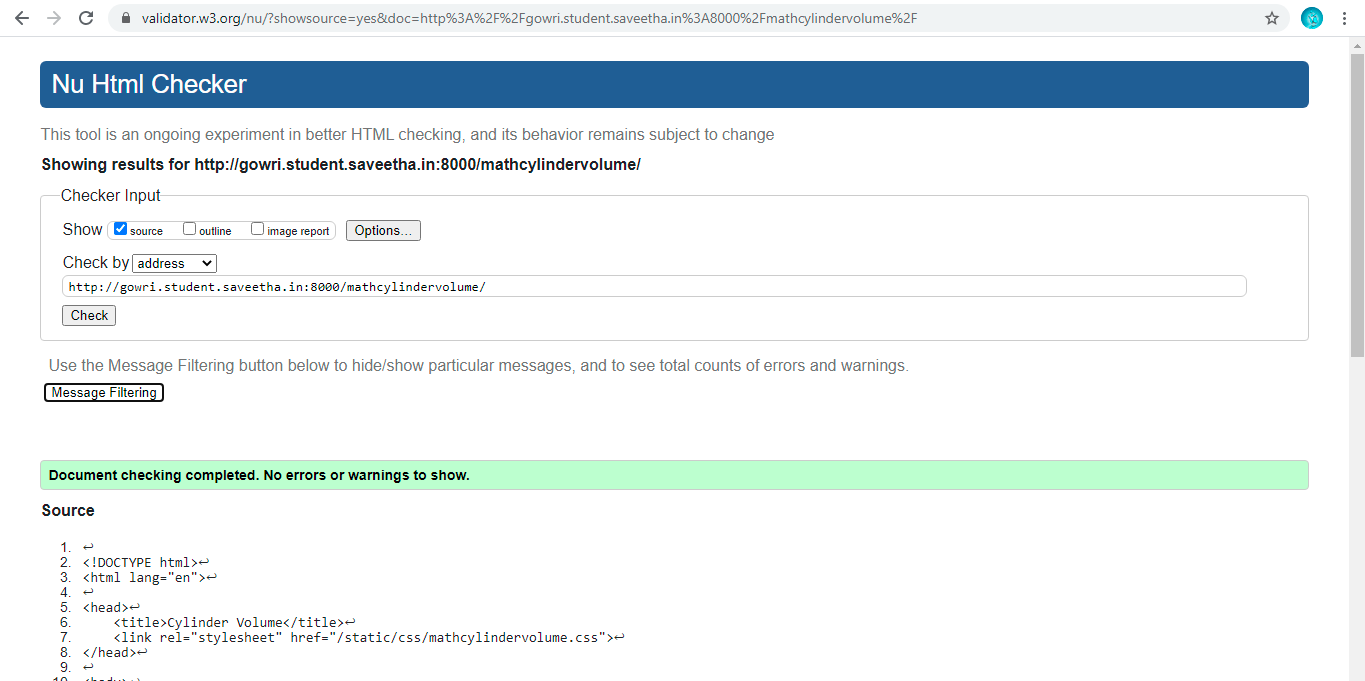 validator.w3.org/nu/?showsource=yes&doc=http%3A%2F%2Fgowri.student.saveetha.in%3A8000%2Fmathcylindervolume%2F
Nu Html Checker
This tool is an ongoing experiment in better HTML checking, and its behavior remains subject to change
Showing results for http://gowri.student.saveetha.in:8000/mathcylindervolume/
Checker Input
Show source outline image report Options...
Check by address
http://gowri.student.saveetha.in:8000/mathcylindervolume/
Check
Use the Message Filtering button below to hide/show particular messages, and to see total counts of errors and warnings.
Message Filtering
Document checking completed. No errors or warnings to show.
Source
1. ↩
2. <!DOCTYPE html>↩
3. <html lang="en">↩
4. ↩
5. <head>↩
6. <title>Cylinder Volume</title>↩
7. <link rel="stylesheet" href="/static/css/mathcylindervolume.css">↩
8. </head>↩
9. ↩
10. <body>↩